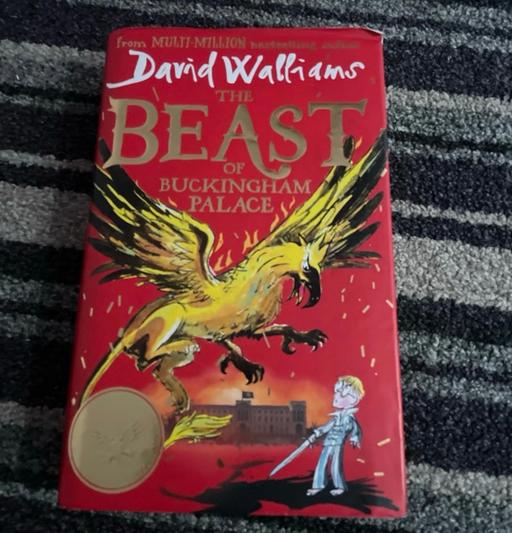 from MULTI-MILLION bestselling author
David Walliams
THE
BEAST
OF
BUCKINGHAM
PALACE